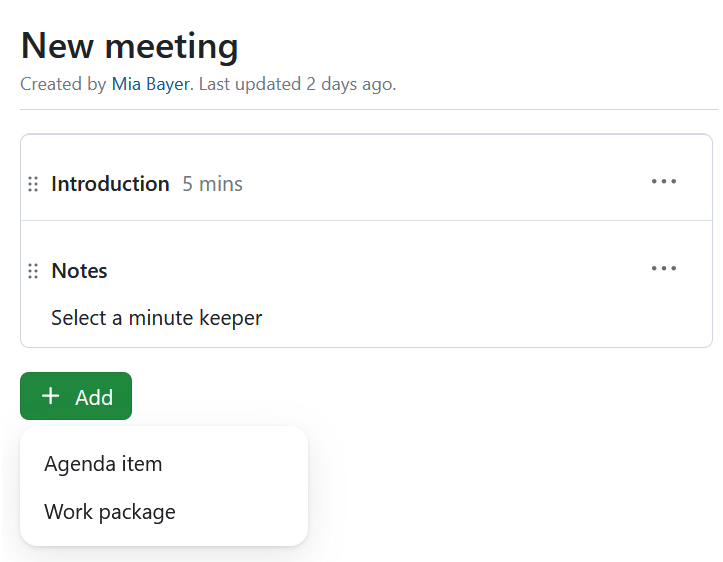 New meeting
Created by Mia Bayer. Last updated 2 days ago.
Introduction 5 mins
Notes
Select a minute keeper
Add
Agenda item
Work package